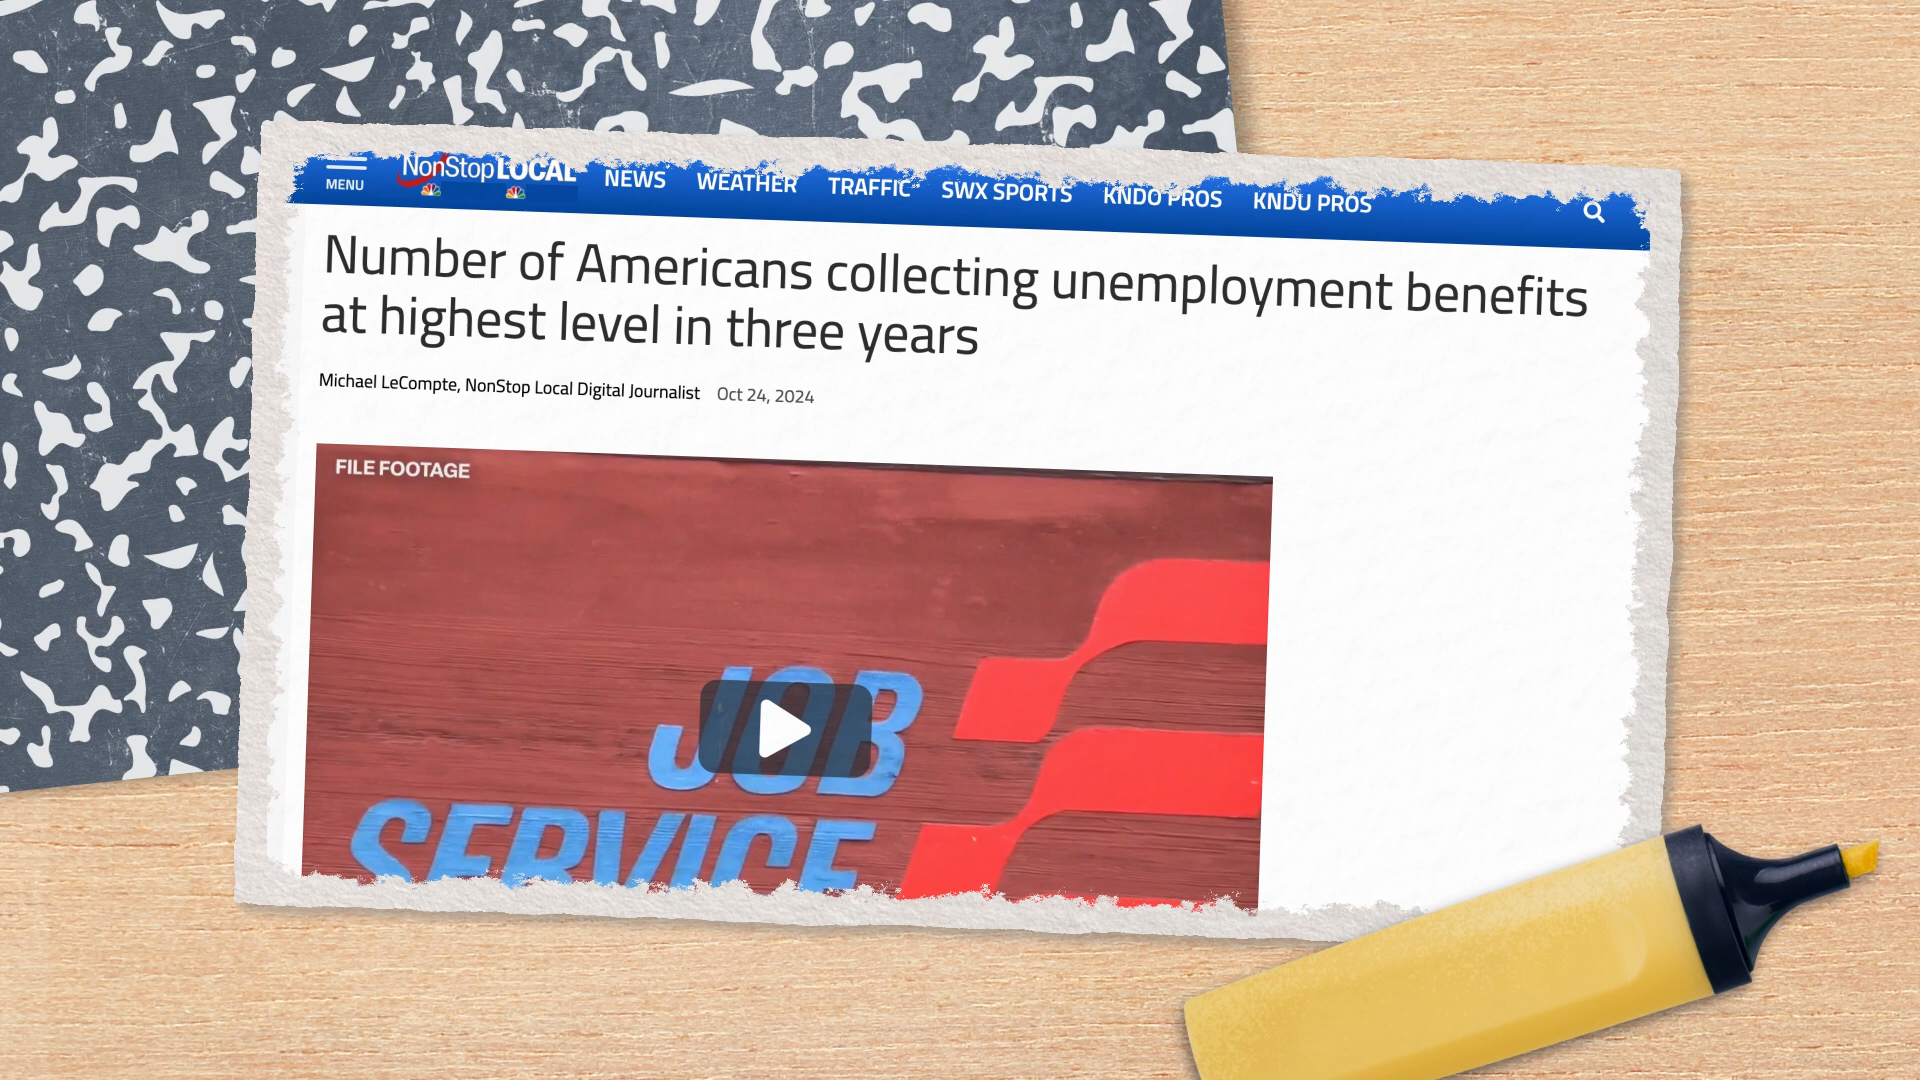 MENU
NonStop LOCAL
NEWS WEATHER TRAFFIC SWX SPORTS KNDO PROS KNDU PROS
Number of Americans collecting unemployment benefits
at highest level in three years
Michael LeCompte, NonStop Local Digital Journalist Oct 24, 2024
FILE FOOTAGE
JOB
SERVICE